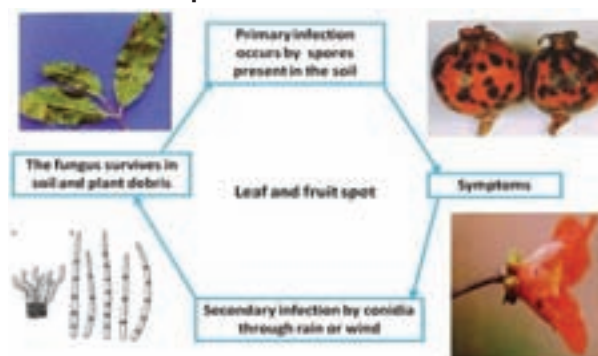 Primary infection
occurs by spores
present in the soil
The fungus survives in
soil and plant debris
Leaf and fruit spot
Symptoms
Secondary infection by conidia
through rain or wind